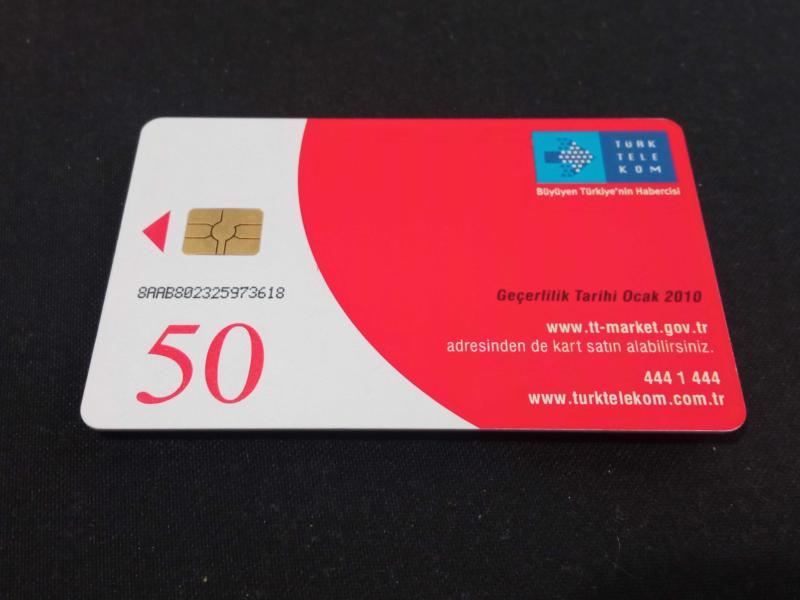 TÜRK
TELE
KOM
Büyüyen Türkiye'nin Habercisi
8AAB802325973618
50
Geçerlilik Tarihi Ocak 2010
www.tt-market.gov.tr
adresinden de kart satın alabilirsiniz.
444 1 444
www.turktelekom.com.tr